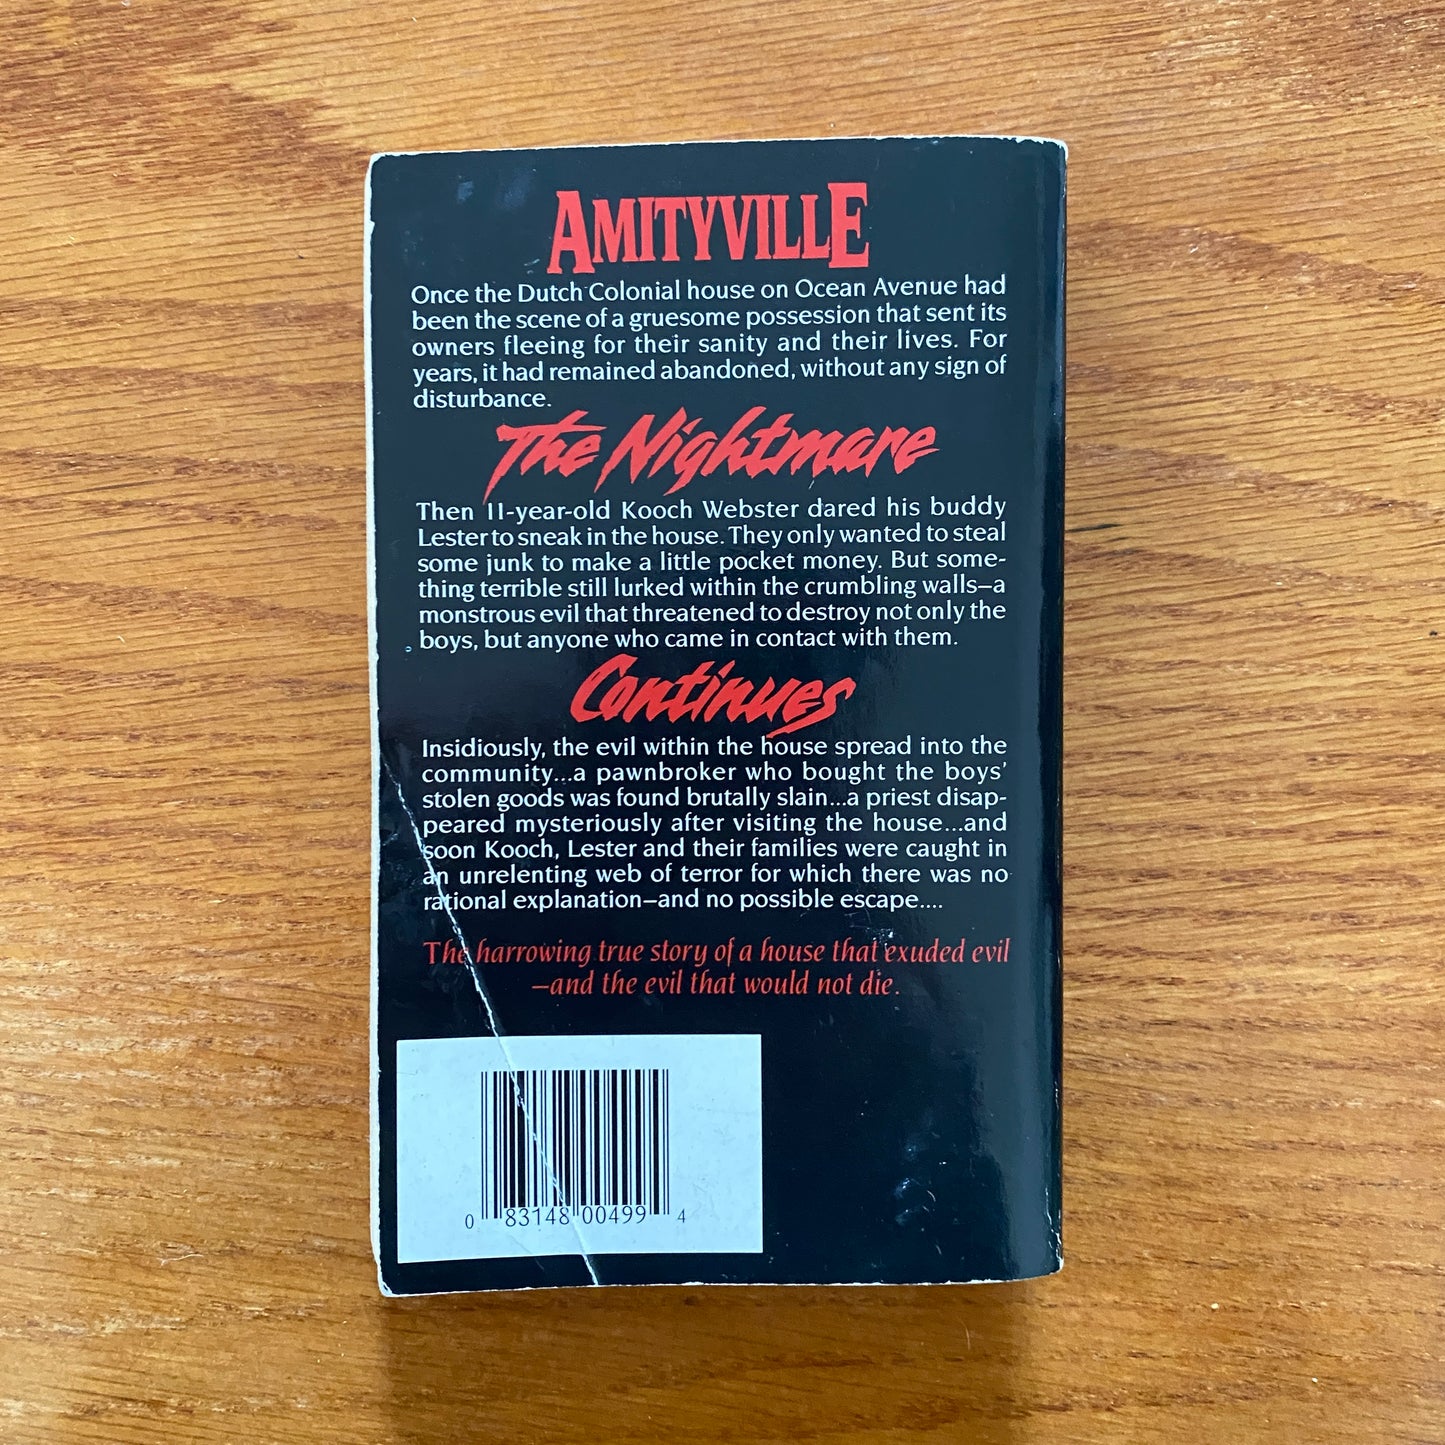 AMITYVILLE
Once the Dutch Colonial house on Ocean Avenue had
been the scene of a gruesome possession that sent its
owners fleeing for their sanity and their lives. For
years, it had remained abandoned, without any sign of
disturbance.
The Nightmare
Then 11-year-old Kooch Webster dared his buddy
Lester to sneak in the house. They only wanted to steal
some junk to make a little pocket money. But some-
thing terrible still lurked within the crumbling walls—a
monstrous evil that threatened to destroy not only the
boys, but anyone who came in contact with them.
Continues
Insidiously, the evil within the house spread into the
community...a pawnbroker who bought the boys'
stolen goods was found brutally slain...a priest disap-
peared mysteriously after visiting the house...and
soon Kooch, Lester and their families were caught in
an unrelenting web of terror for which there was no
rational explanation—and no possible escape....
The harrowing true story of a house that exuded evil
—and the evil that would not die.
0 83148 00499 4